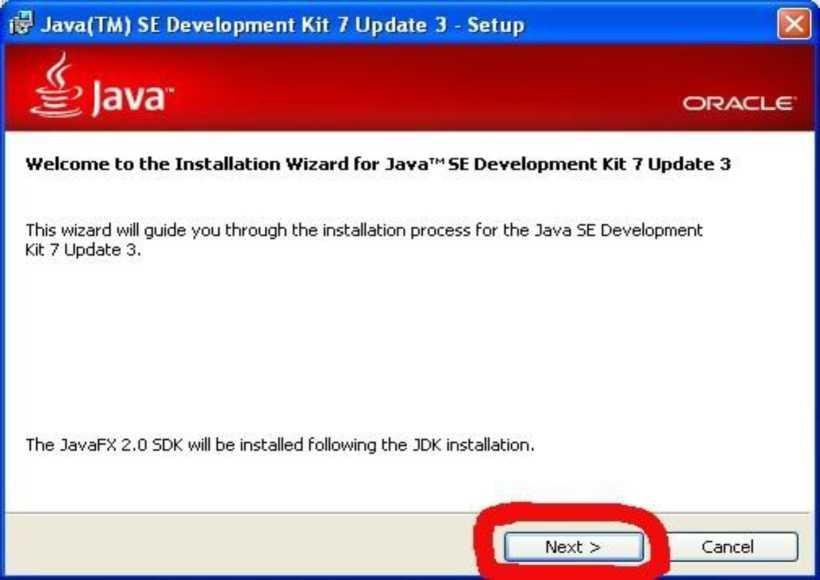 Java(TM) SE Development Kit 7 Update 3 - Setup
Java™
ORACLE®
Welcome to the Installation Wizard for Java™ SE Development Kit 7 Update 3
This wizard will guide you through the installation process for the Java SE Development
Kit 7 Update 3.
The JavaFX 2.0 SDK will be installed following the JDK installation.
Next >
Cancel